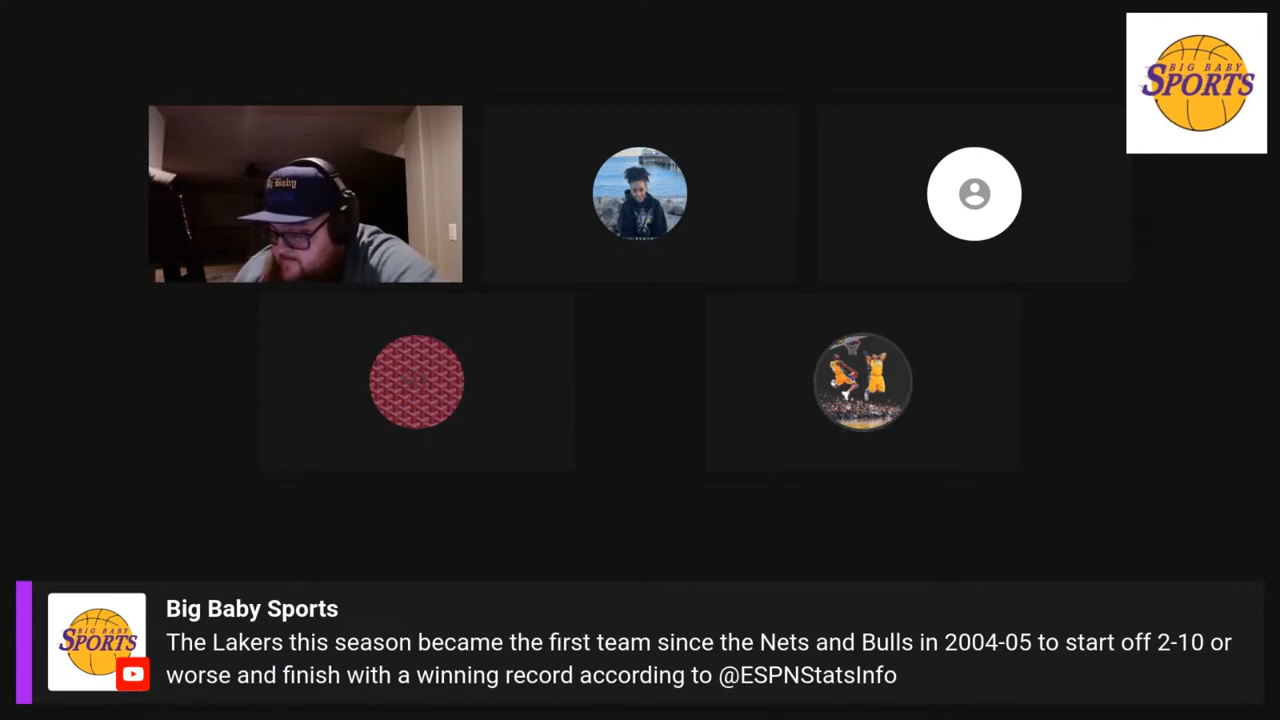 BIG BABY
SPORTS
Big Baby
Big Baby Sports
The Lakers this season became the first team since the Nets and Bulls in 2004-05 to start off 2-10 or
worse and finish with a winning record according to @ESPNStatsInfo
BIG BABY
SPORTS